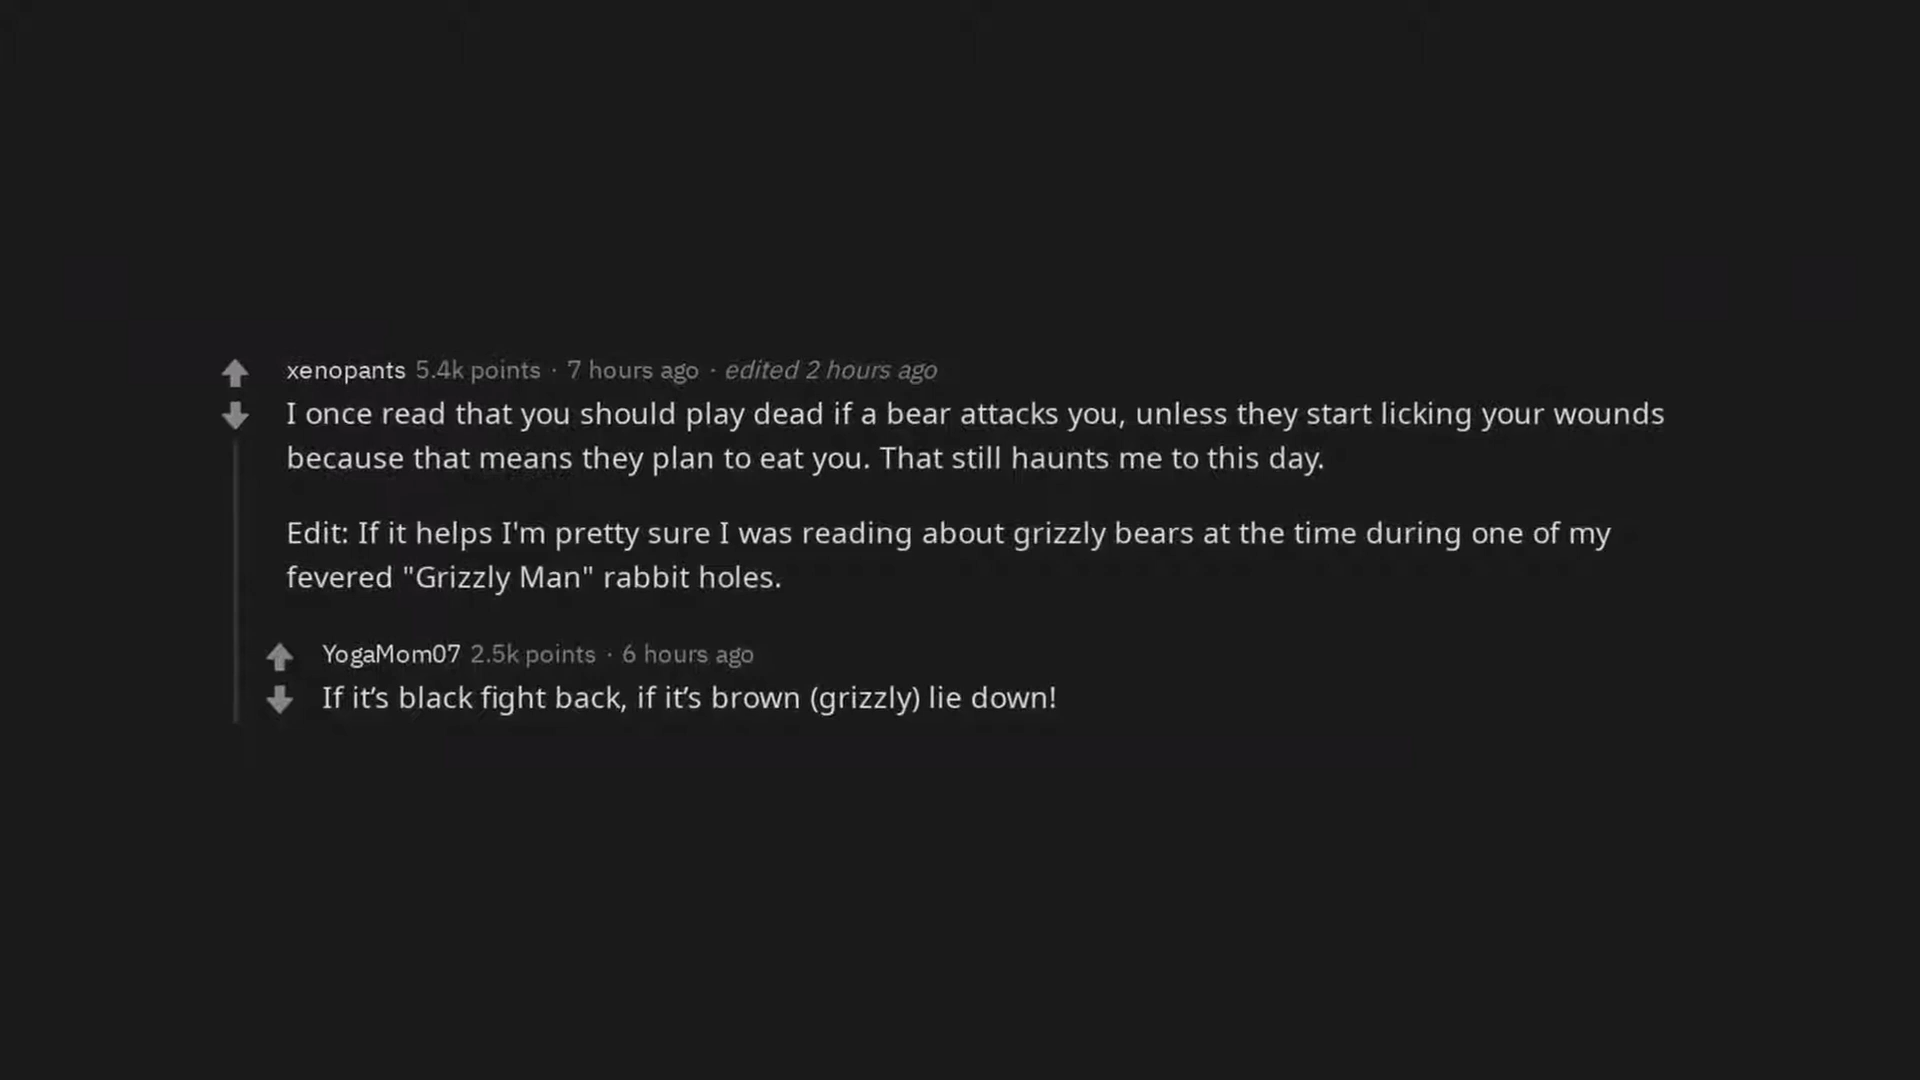 xenopants 5.4k points · 7 hours ago · edited 2 hours ago
I once read that you should play dead if a bear attacks you, unless they start licking your wounds
because that means they plan to eat you. That still haunts me to this day.
Edit: If it helps I'm pretty sure I was reading about grizzly bears at the time during one of my
fevered "Grizzly Man" rabbit holes.
YogaMom07 2.5k points · 6 hours ago
If it’s black fight back, if it’s brown (grizzly) lie down!